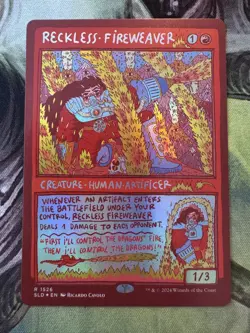 RECKLESS·FIREWEAVER 1
CREATURE·HUMAN·ARTIFICER
WHENEVER AN ARTIFACT ENTERS
THE BATTLEFIELD UNDER YOUR
CONTROL, RECKLESS FIREWEAVER
DEALS 1 DAMAGE TO EACH OPPONENT.
"FIRST I'LL CONTROL THE DRAGONS' FIRE
THEN I'LL CONTROL THE DRAGONS."
1/3
R 1526
SLD ★ EN Ricardo Cavolo
™ & © 2024 Wizards of the Coast